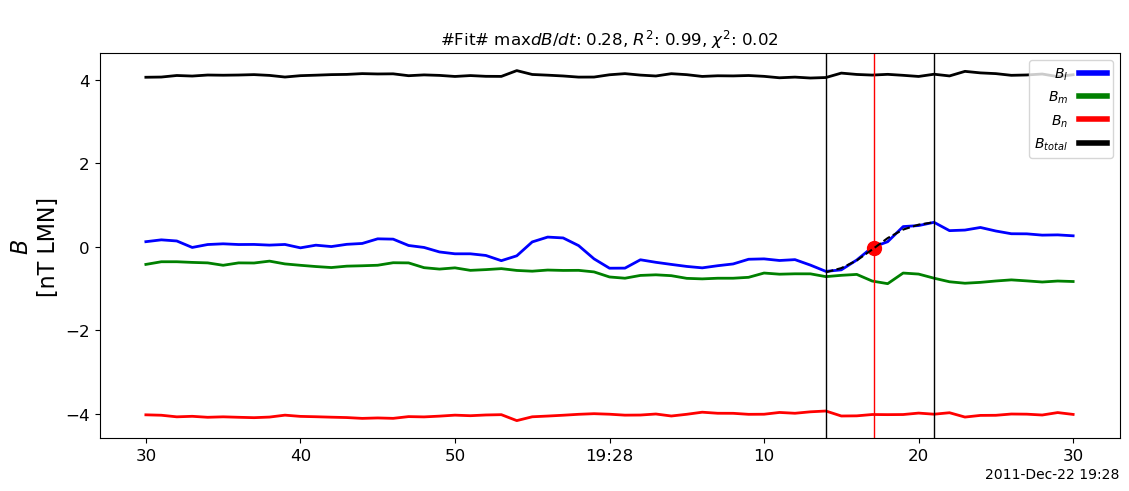 #Fit# maxdB/dt: 0.28, R²: 0.99, χ²: 0.02
B
[nT LMN]
4
2
0
−2
−4
B_l
B_m
B_n
B_total
30 40 50 19:28 10 20 30
2011-Dec-22 19:28